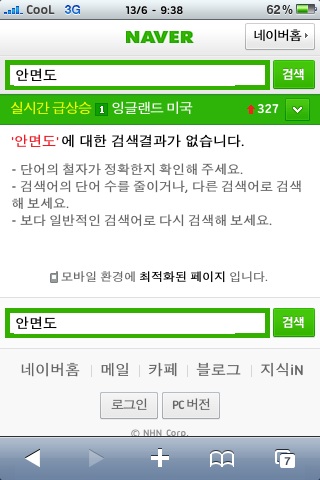 CooL 3G 13/6 - 9:38 62%
NAVER 네이버홈
안면도 검색
실시간 급상승 1 잉글랜드 미국 327
'안면도'에 대한 검색결과가 없습니다.
- 단어의 철자가 정확한지 확인해 주세요.
- 검색어의 단어 수를 줄이거나, 다른 검색어로 검색
해 보세요.
- 보다 일반적인 검색어로 다시 검색해 보세요.
모바일 환경에 최적화된 페이지 입니다.
안면도 검색
네이버홈 메일 카페 블로그 지식iN
로그인 PC 버전
© NHN Corp.
7